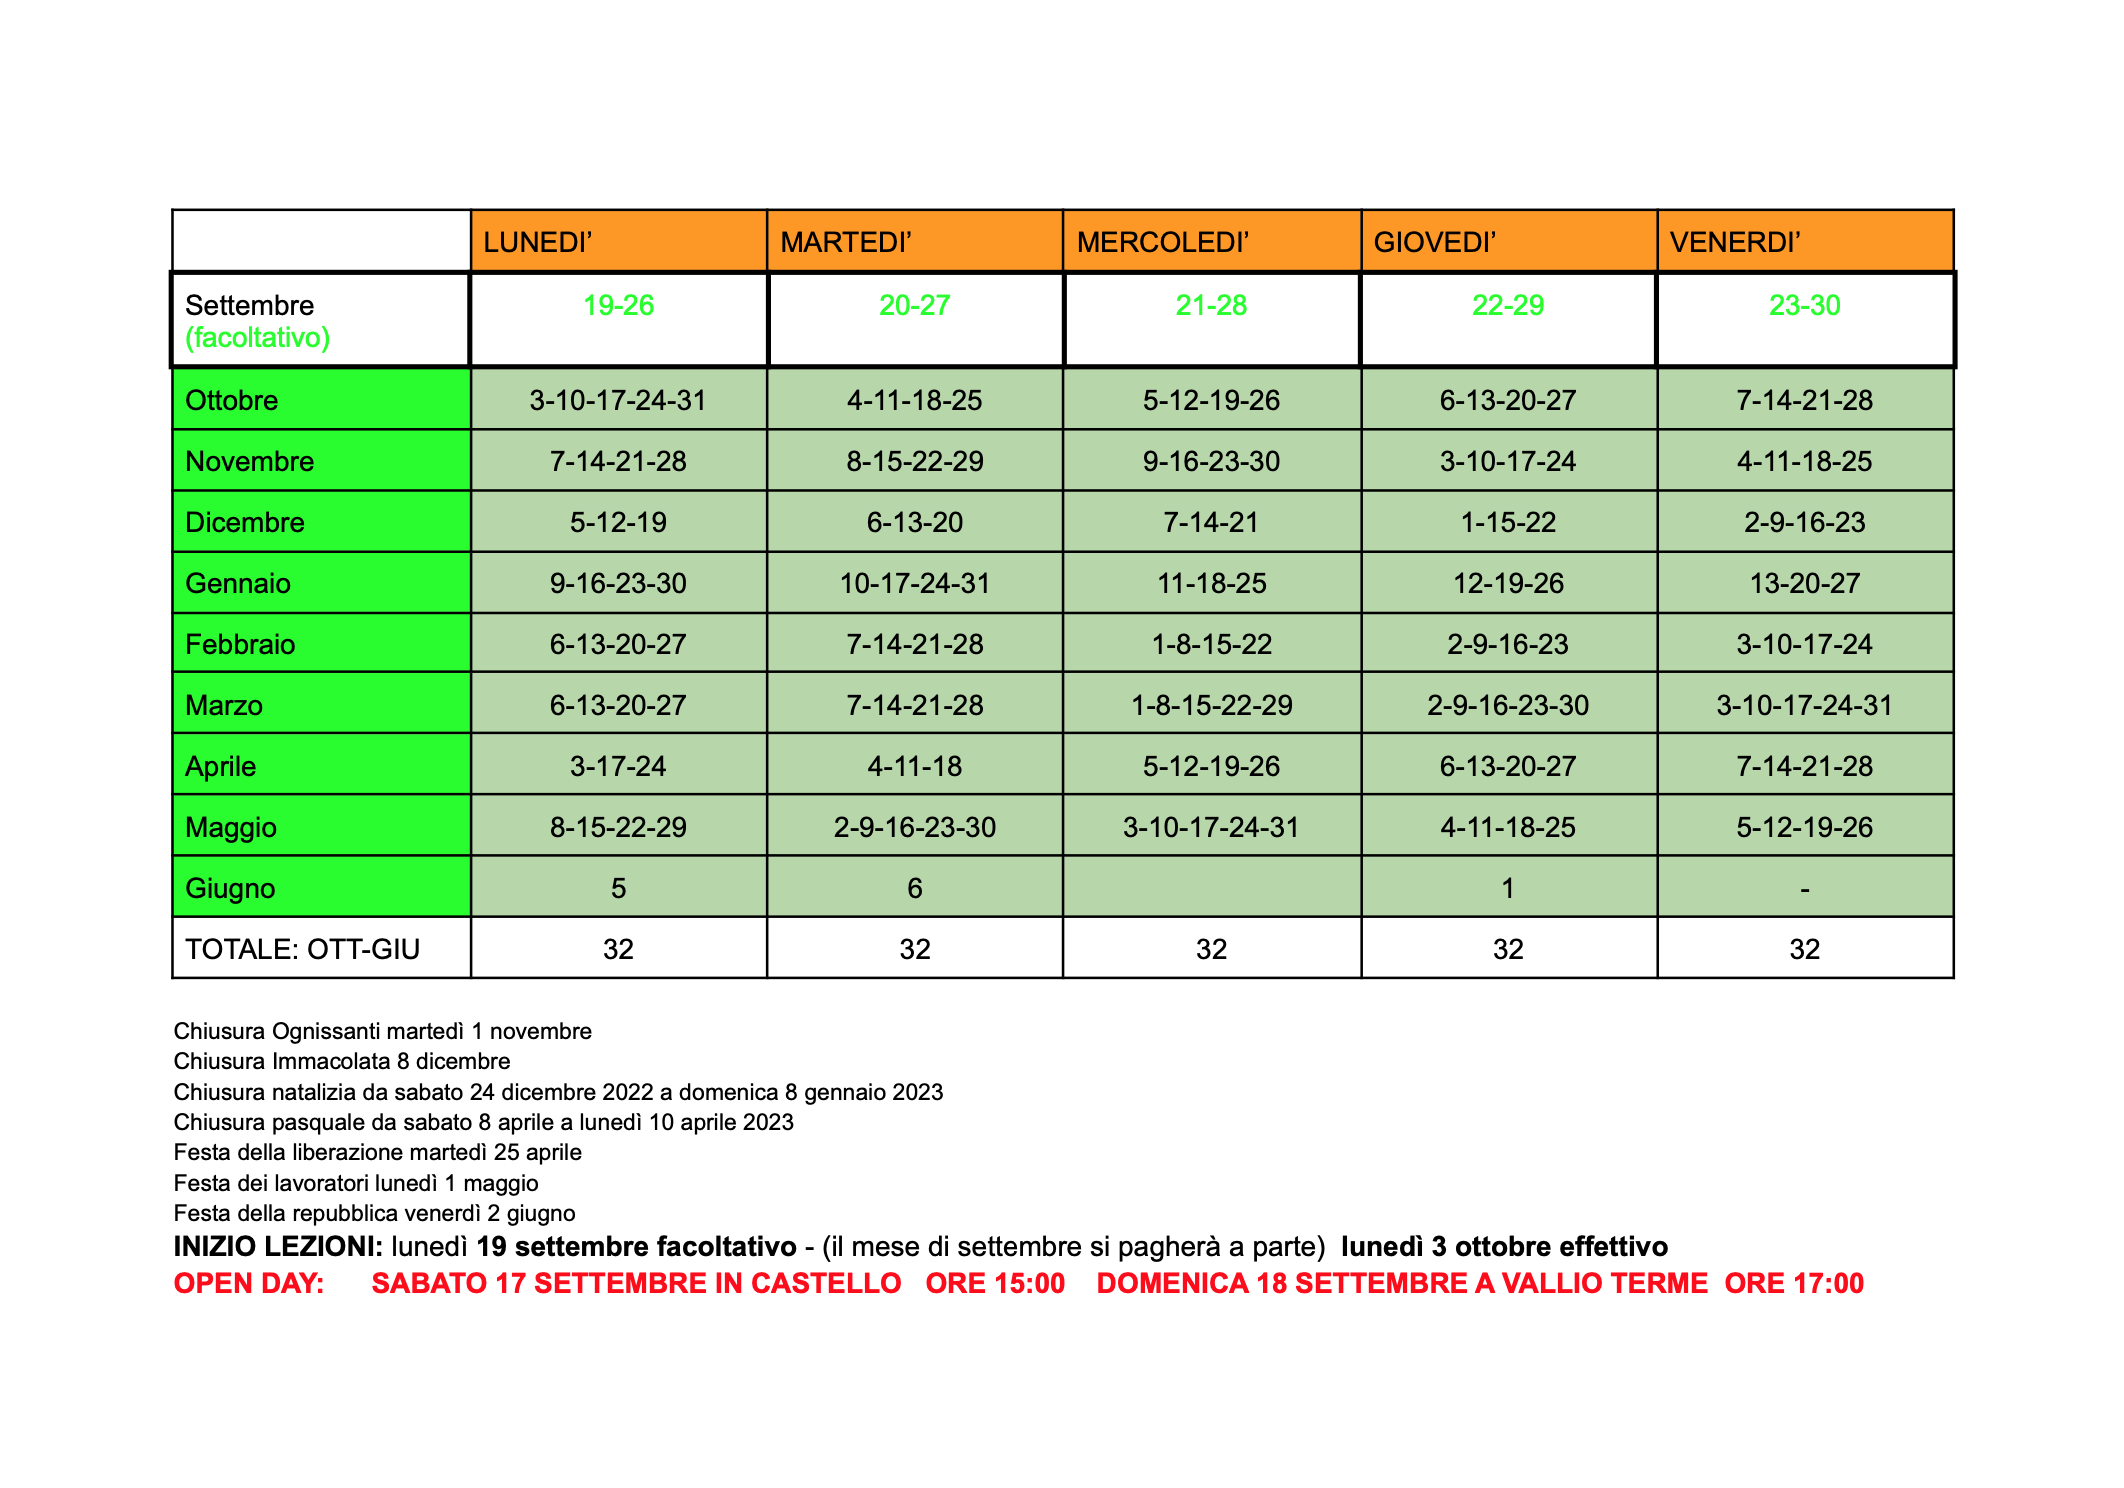 LUNEDI’ MARTEDI’ MERCOLEDI’ GIOVEDI’ VENERDI’
Settembre 19-26 20-27 21-28 22-29 23-30
(facoltativo)
Ottobre 3-10-17-24-31 4-11-18-25 5-12-19-26 6-13-20-27 7-14-21-28
Novembre 7-14-21-28 8-15-22-29 9-16-23-30 3-10-17-24 4-11-18-25
Dicembre 5-12-19 6-13-20 7-14-21 1-15-22 2-9-16-23
Gennaio 9-16-23-30 10-17-24-31 11-18-25 12-19-26 13-20-27
Febbraio 6-13-20-27 7-14-21-28 1-8-15-22 2-9-16-23 3-10-17-24
Marzo 6-13-20-27 7-14-21-28 1-8-15-22-29 2-9-16-23-30 3-10-17-24-31
Aprile 3-17-24 4-11-18 5-12-19-26 6-13-20-27 7-14-21-28
Maggio 8-15-22-29 2-9-16-23-30 3-10-17-24-31 4-11-18-25 5-12-19-26
Giugno 5 6 1 -
TOTALE: OTT-GIU 32 32 32 32 32
Chiusura Ognissanti martedì 1 novembre
Chiusura Immacolata 8 dicembre
Chiusura natalizia da sabato 24 dicembre 2022 a domenica 8 gennaio 2023
Chiusura pasquale da sabato 8 aprile a lunedì 10 aprile 2023
Festa della liberazione martedì 25 aprile
Festa dei lavoratori lunedì 1 maggio
Festa della repubblica venerdì 2 giugno
INIZIO LEZIONI: lunedì 19 settembre facoltativo - (il mese di settembre si pagherà a parte) lunedì 3 ottobre effettivo
OPEN DAY: SABATO 17 SETTEMBRE IN CASTELLO ORE 15:00 DOMENICA 18 SETTEMBRE A VALLIO TERME ORE 17:00